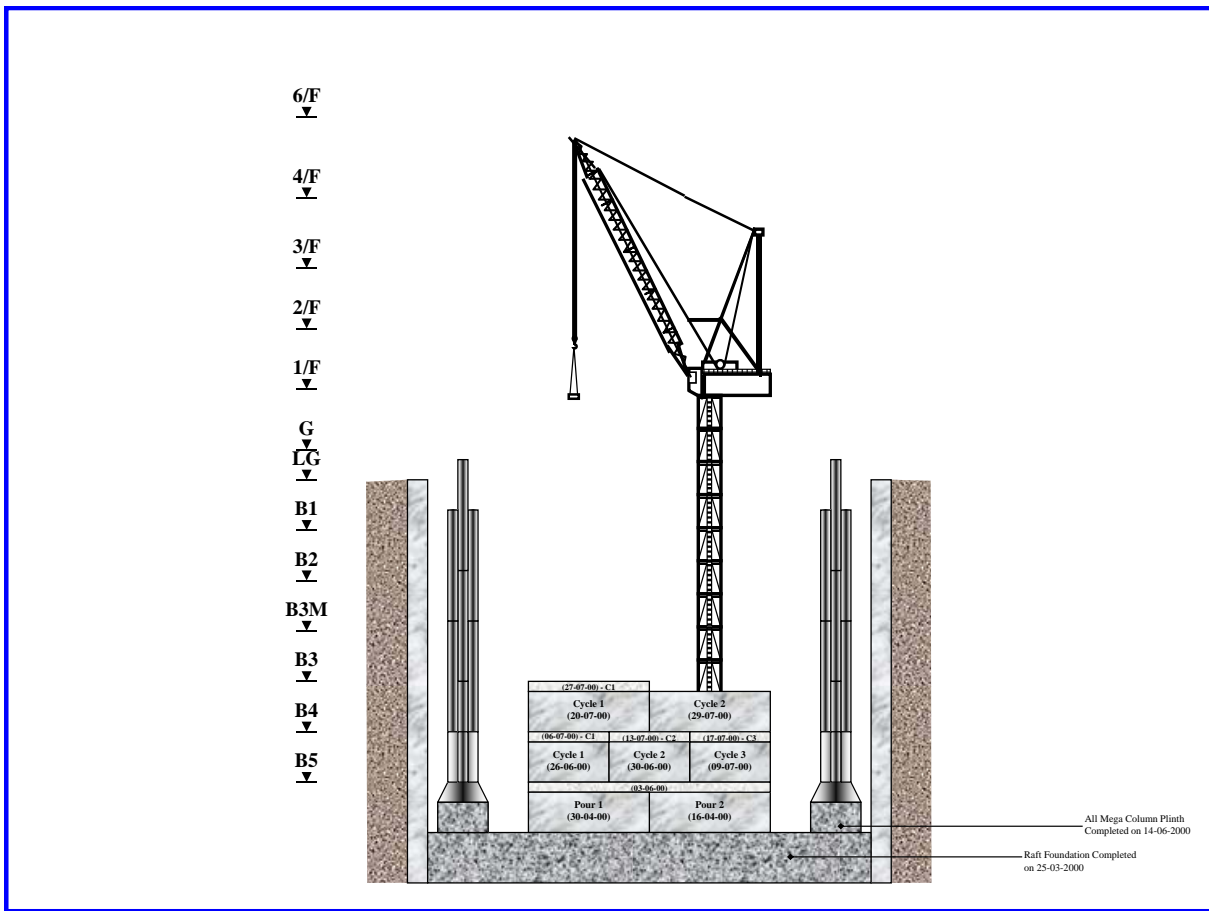 6/F
4/F
3/F
2/F
1/F
G
LG
B1
B2
B3M
B3
B4
B5
(27-07-00) - C1
Cycle 1
(20-07-00)
Cycle 2
(29-07-00)
(06-07-00) - C1
(13-07-00) - C2
(17-07-00) - C3
Cycle 1
(26-06-00)
Cycle 2
(30-06-00)
Cycle 3
(09-07-00)
(03-06-00)
Pour 1
(30-04-00)
Pour 2
(16-04-00)
All Mega Column Plinth
Completed on 14-06-2000
Raft Foundation Completed
on 25-03-2000